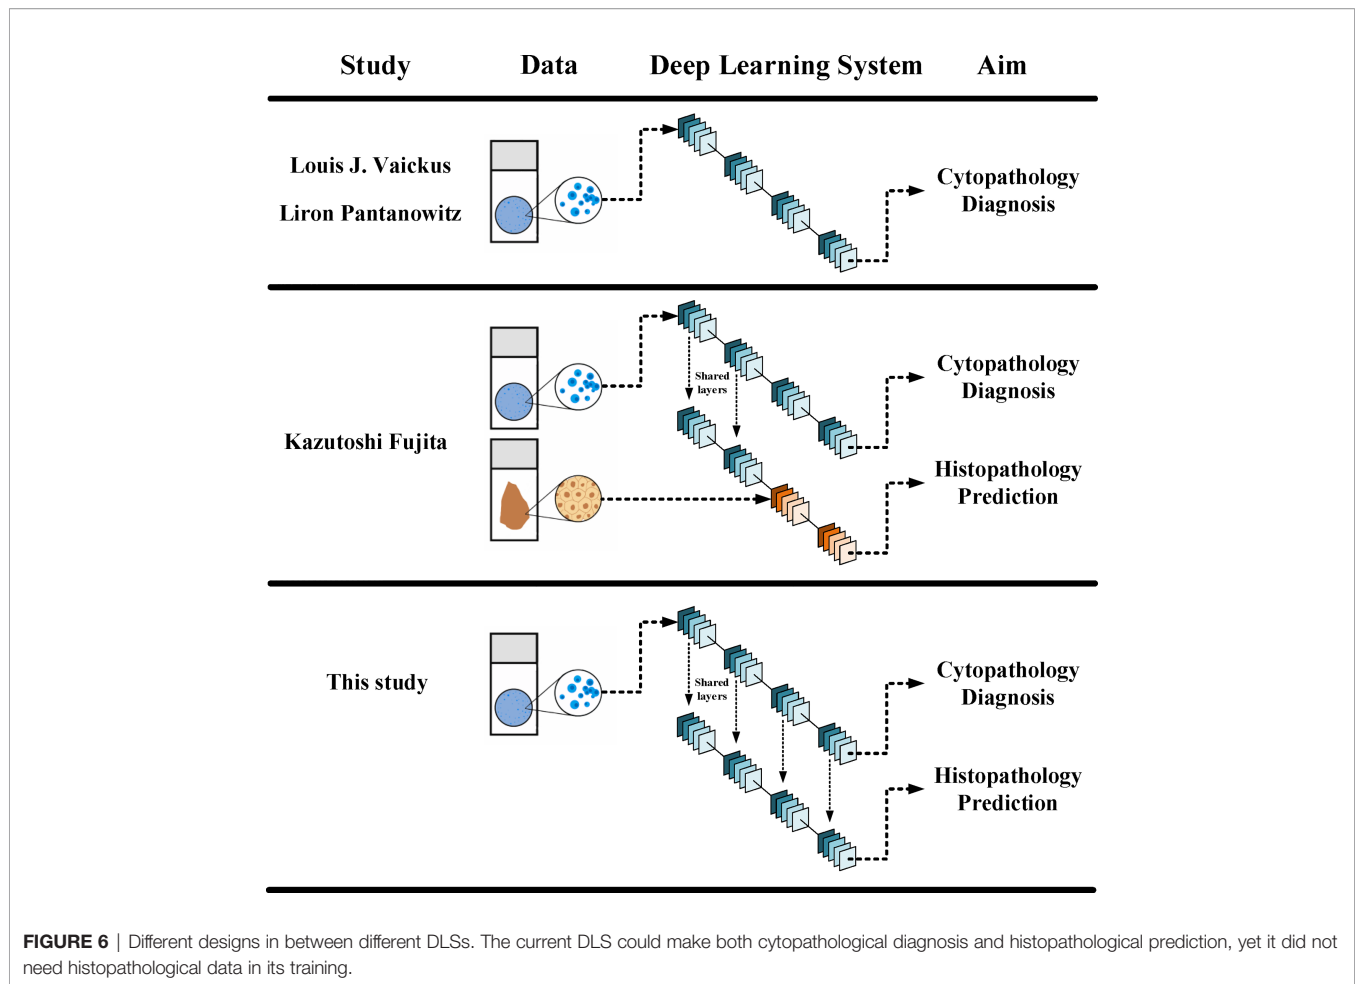 Study Data Deep Learning System Aim
Louis J. Vaickus
Liron Pantanowitz
Cytopathology
Diagnosis
Kazutoshi Fujita
Shared
layers
Cytopathology
Diagnosis
Histopathology
Prediction
This study
Shared
layers
Cytopathology
Diagnosis
Histopathology
Prediction
FIGURE 6 | Different designs in between different DLSs. The current DLS could make both cytopathological diagnosis and histopathological prediction, yet it did not
need histopathological data in its training.